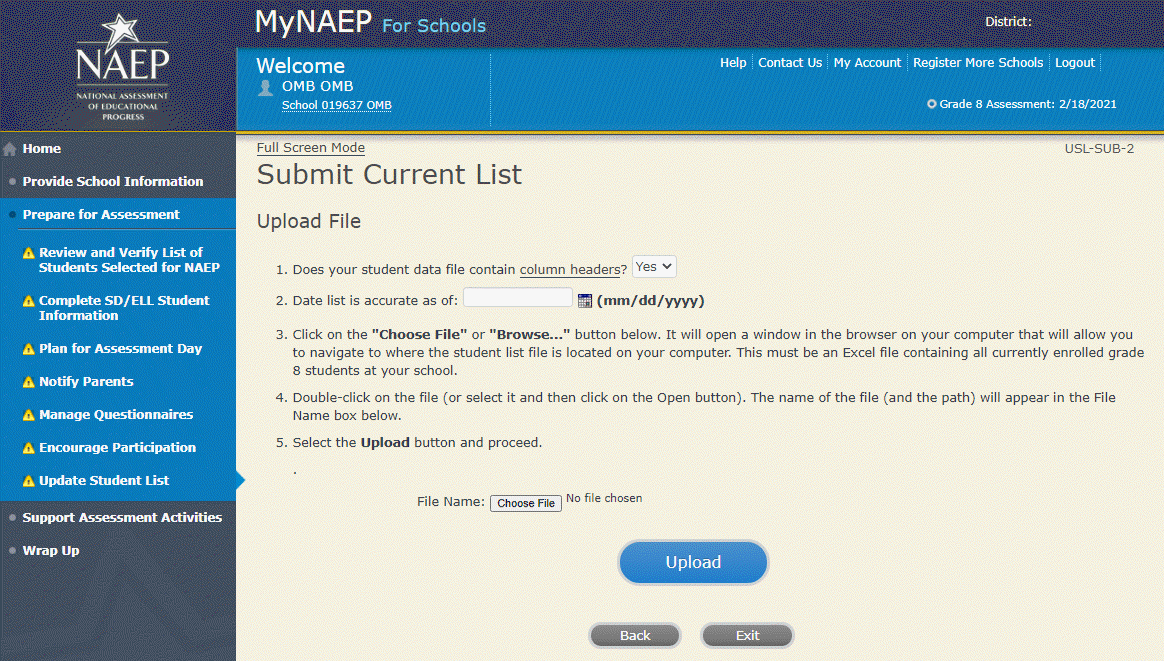 NAEP
NATIONAL ASSESSMENT
OF EDUCATIONAL
PROGRESS
MyNAEP For Schools
District:
Welcome
OMB OMB
School 019637 OMB
Help
Contact Us
My Account
Register More Schools
Logout
Grade 8 Assessment: 2/18/2021
Home
Provide School Information
Prepare for Assessment
Review and Verify List of
Students Selected for NAEP
Complete SD/ELL Student
Information
Plan for Assessment Day
Notify Parents
Manage Questionnaires
Encourage Participation
Update Student List
Support Assessment Activities
Wrap Up
Full Screen Mode
USL-SUB-2
Submit Current List
Upload File
1. Does your student data file contain column headers? Yes
2. Date list is accurate as of: (mm/dd/yyyy)
3. Click on the "Choose File" or "Browse..." button below. It will open a window in the browser on your computer that will allow you
to navigate to where the student list file is located on your computer. This must be an Excel file containing all currently enrolled grade
8 students at your school.
4. Double-click on the file (or select it and then click on the Open button). The name of the file (and the path) will appear in the File
Name box below.
5. Select the Upload button and proceed.
.
File Name: Choose File No file chosen
Upload
Back
Exit